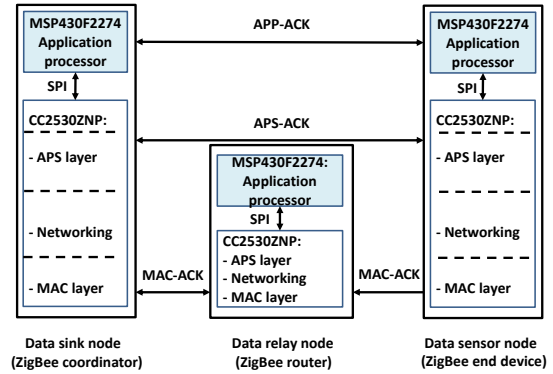 MSP430F2274
Application
processor
SPI
CC2530ZNP:
- APS layer
- Networking
- MAC layer
Data sink node
(ZigBee coordinator)
APP-ACK
APS-ACK
MAC-ACK
MSP430F2274:
Application
processor
SPI
CC2530ZNP:
- APS layer
- Networking
- MAC layer
Data relay node
(ZigBee router)
MAC-ACK
MSP430F2274
Application
processor
SPI
CC2530ZNP:
- APS layer
- Networking
- MAC layer
Data sensor node
(ZigBee end device)